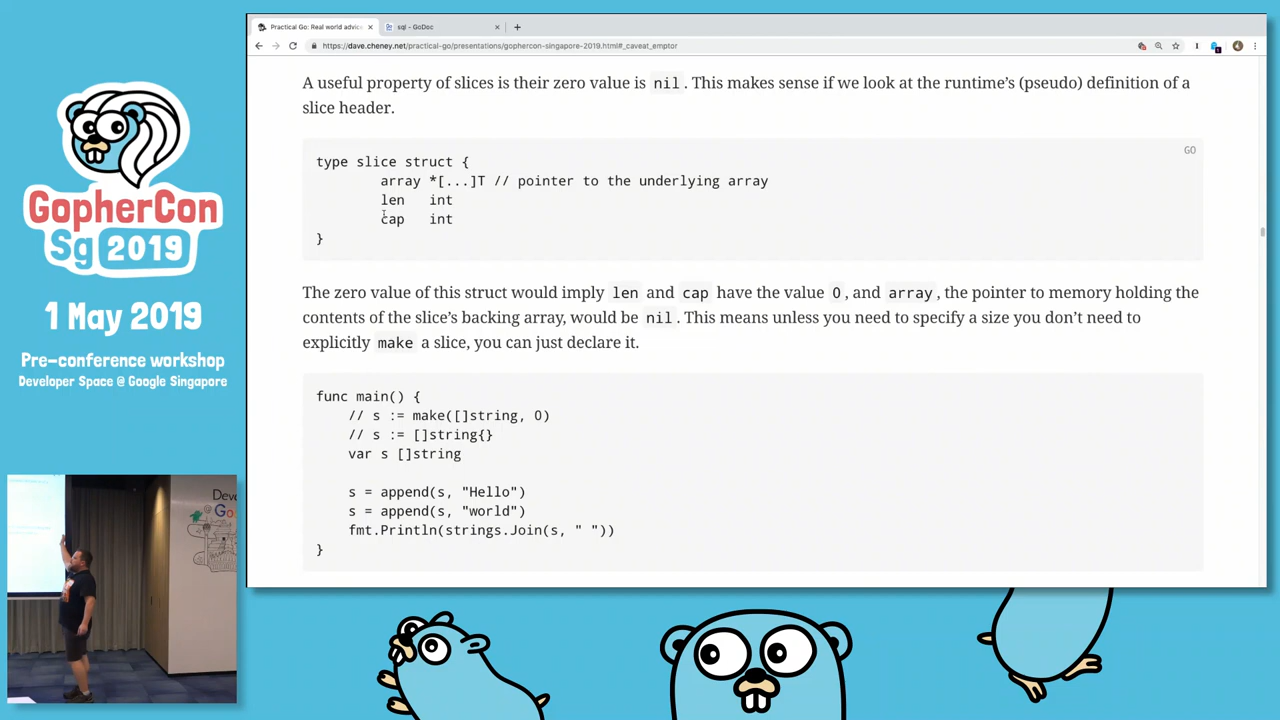 Practical Go: Real world advic
sql - GoDoc
https://dave.cheney.net/practical-go/presentations/gophercon-singapore-2019.html#_caveat_emptor
A useful property of slices is their zero value is nil. This makes sense if we look at the runtime's (pseudo) definition of a
slice header.
GO
type slice struct {
array *[...]T // pointer to the underlying array
len int
cap int
}
The zero value of this struct would imply len and cap have the value 0, and array, the pointer to memory holding the
contents of the slice's backing array, would be nil. This means unless you need to specify a size you don't need to
explicitly make a slice, you can just declare it.
func main() {
// s := make([]string, 0)
// s := []string{}
var s []string
s = append(s, "Hello")
s = append(s, "world")
fmt.Println(strings.Join(s, " "))
}
GopherCon
Sg 2019
1 May 2019
Pre-conference workshop
Developer Space @ Google Singapore
Deve
@ Go